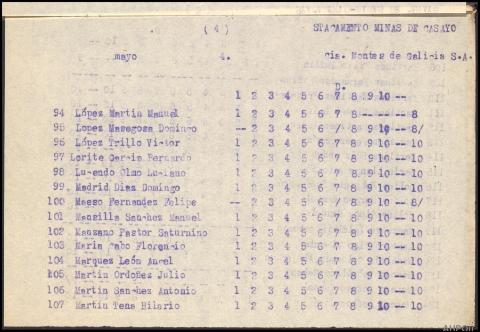 ( 4 ) STACAMENTO MINAS DE CASAYO
mayo 4. Cia. Montes de Galicia S.A.
D.
1 2 3 4 5 6 7 8 9 10 --
94 López Martin Manuel 1 2 3 4 5 6 7 8 -- -- -- 8
95 Lopez Masegosa Domingo -- 2 3 4 5 6 / 8 9 10 -- 8/
96 López Trillo Victor 1 2 3 4 5 6 7 8 9 10 -- 10
97 Lorite Garcia Bernardo 1 2 3 4 5 6 7 8 9 10 -- 10
98 Luciano 1 2 3 4 5 6 7 8 9 10 -- 10
99 Madrid Diaz Domingo 1 2 3 4 5 6 7 8 9 10 -- 10
100 Maeso Fernandez Felipe -- 2 3 4 5 6 / 8 9 10 -- 8/
101 Manzilla Sanchez Manuel 1 2 3 4 5 6 7 8 9 10 -- 10
102 Manzano Pastor Saturnino 1 2 3 4 5 6 7 8 9 10 -- 10
103 Maria Cabo Florencio 1 2 3 4 5 6 7 8 9 10 -- 10
104 Marquez León Angel 1 2 3 4 5 6 7 8 9 10 -- 10
105 Martin Ordoñez Julio 1 2 3 4 5 6 7 8 9 10 -- 10
106 Martin Sanchez Antonio 1 2 3 4 5 6 7 8 9 10 -- 10
107 Martin Tena Hilario 1 2 3 4 5 6 7 8 9 10 -- 10